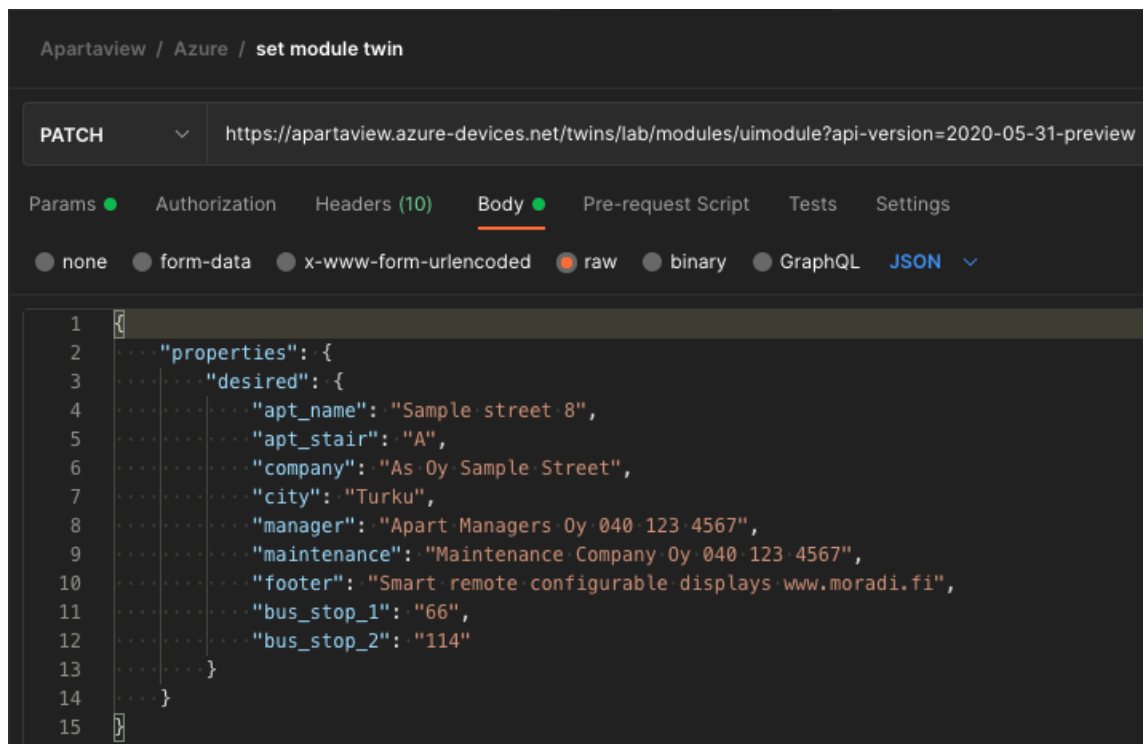 Apartaview / Azure / set module twin
PATCH https://apartaview.azure-devices.net/twins/lab/modules/uimodule?api-version=2020-05-31-preview
Params Authorization Headers (10) Body Pre-request Script Tests Settings
none form-data x-www-form-urlencoded raw binary GraphQL JSON
1 {
2 "properties": {
3 "desired": {
4 "apt_name": "Sample street 8",
5 "apt_stair": "A",
6 "company": "As Oy Sample Street",
7 "city": "Turku",
8 "manager": "Apart Managers Oy 040 123 4567",
9 "maintenance": "Maintenance Company Oy 040 123 4567",
10 "footer": "Smart remote configurable displays www.moradi.fi",
11 "bus_stop_1": "66",
12 "bus_stop_2": "114"
13 }
14 }
15 }